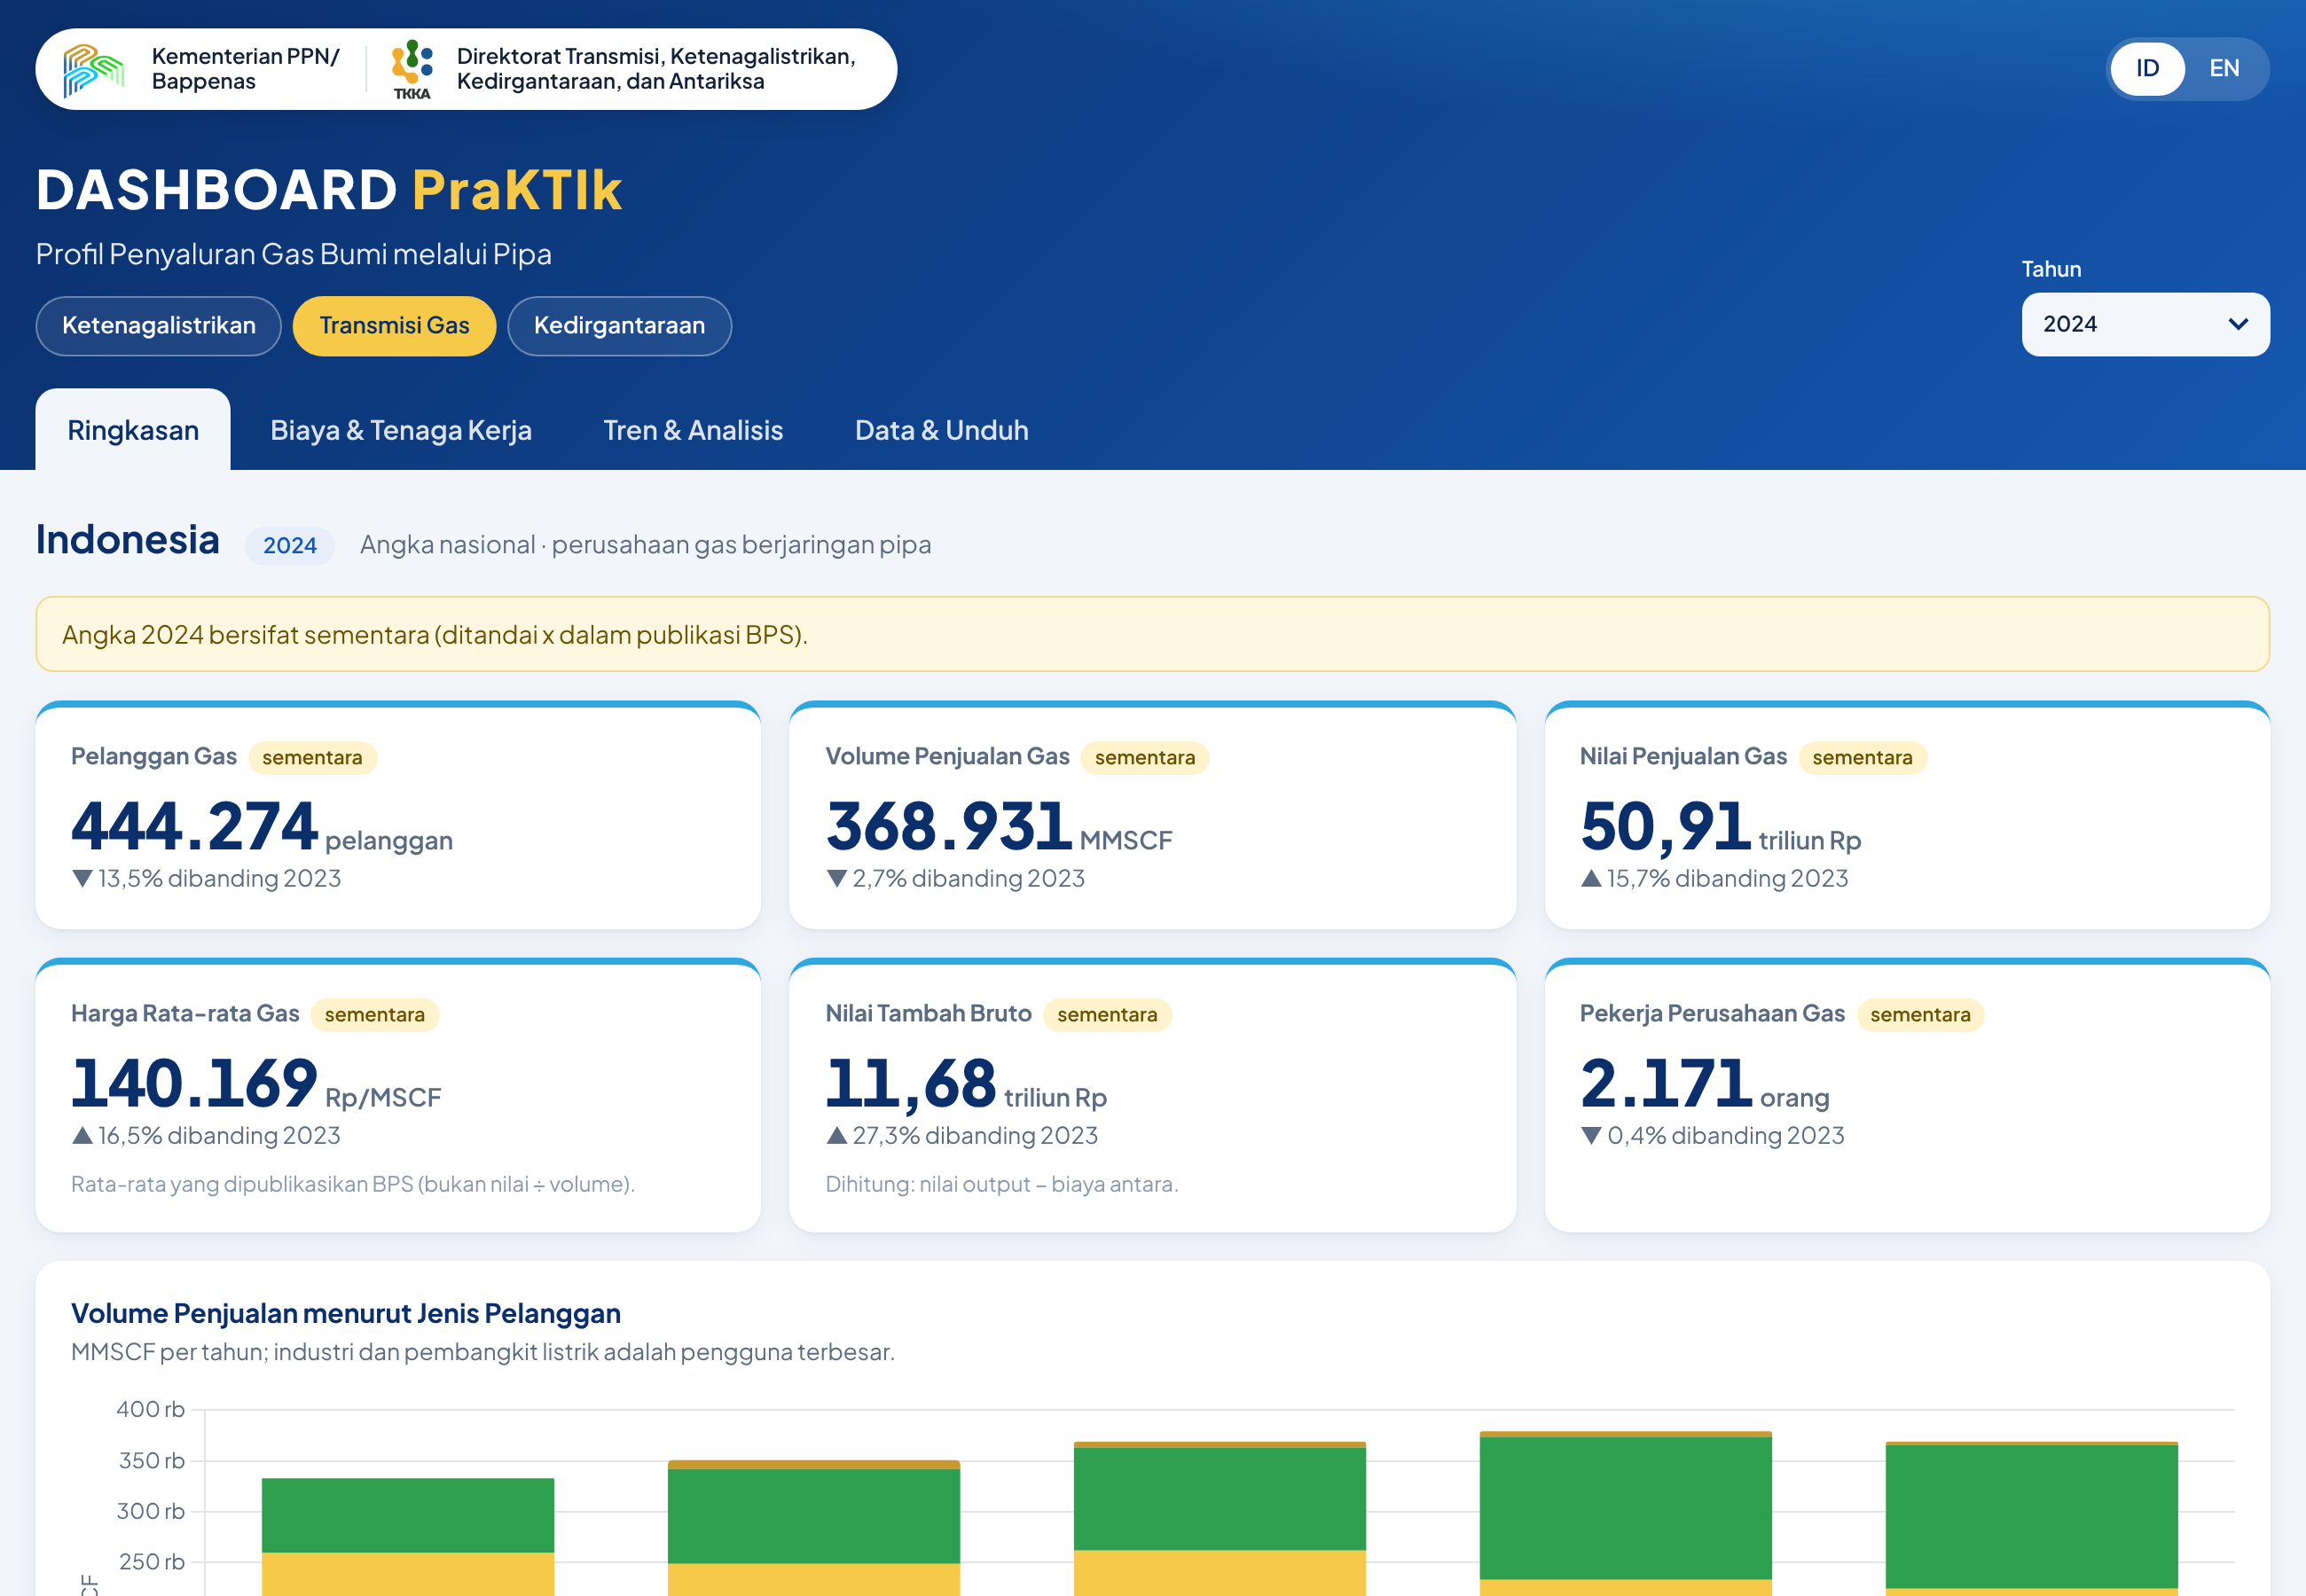 Kementerian PPN/
Bappenas
TKKA
Direktorat Transmisi, Ketenagalistrikan,
Kedirgantaraan, dan Antariksa
ID
EN
DASHBOARD PraKTIk
Profil Penyaluran Gas Bumi melalui Pipa
Ketenagalistrikan
Transmisi Gas
Kedirgantaraan
Tahun
2024
Ringkasan
Biaya & Tenaga Kerja
Tren & Analisis
Data & Unduh
Indonesia 2024 Angka nasional · perusahaan gas berjaringan pipa
Angka 2024 bersifat sementara (ditandai x dalam publikasi BPS).
Pelanggan Gas sementara
444.274 pelanggan
▼ 13,5% dibanding 2023
Volume Penjualan Gas sementara
368.931 MMSCF
▼ 2,7% dibanding 2023
Nilai Penjualan Gas sementara
50,91 triliun Rp
▲ 15,7% dibanding 2023
Harga Rata-rata Gas sementara
140.169 Rp/MSCF
▲ 16,5% dibanding 2023
Rata-rata yang dipublikasikan BPS (bukan nilai ÷ volume).
Nilai Tambah Bruto sementara
11,68 triliun Rp
▲ 27,3% dibanding 2023
Dihitung: nilai output – biaya antara.
Pekerja Perusahaan Gas sementara
2.171 orang
▼ 0,4% dibanding 2023
Volume Penjualan menurut Jenis Pelanggan
MMSCF per tahun; industri dan pembangkit listrik adalah pengguna terbesar.
400 rb
350 rb
300 rb
250 rb